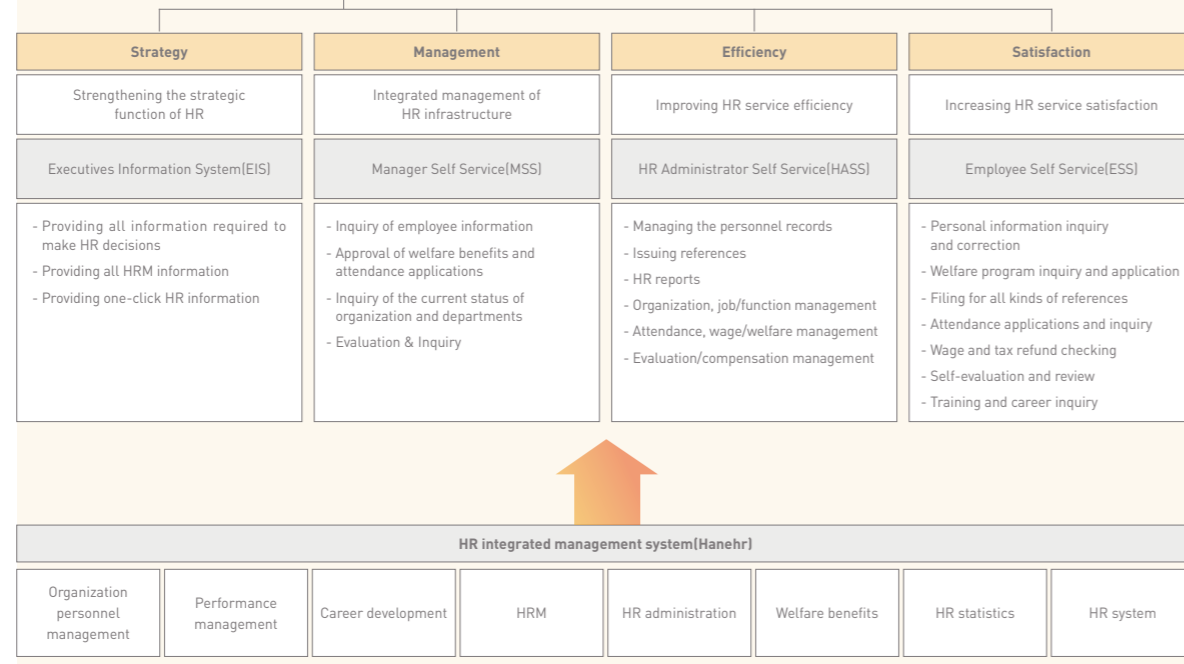 Strategy
Management
Efficiency
Satisfaction
Strengthening the strategic
function of HR
Integrated management of
HR infrastructure
Improving HR service efficiency
Increasing HR service satisfaction
Executives Information System(EIS)
Manager Self Service(MSS)
HR Administrator Self Service(HASS)
Employee Self Service(ESS)
- Providing all information required to
make HR decisions
- Providing all HRM information
- Providing one-click HR information
- Inquiry of employee information
- Approval of welfare benefits and
attendance applications
- Inquiry of the current status of
organization and departments
- Evaluation & Inquiry
- Managing the personnel records
- Issuing references
- HR reports
- Organization, job/function management
- Attendance, wage/welfare management
- Evaluation/compensation management
- Personal information inquiry
and correction
- Welfare program inquiry and application
- Filing for all kinds of references
- Attendance applications and inquiry
- Wage and tax refund checking
- Self-evaluation and review
- Training and career inquiry
HR integrated management system(Hanehr)
Organization
personnel
management
Performance
management
Career development
HRM
HR administration
Welfare benefits
HR statistics
HR system